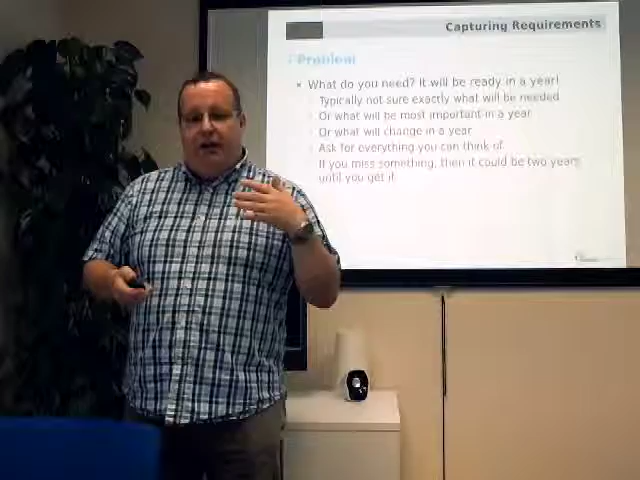 Capturing Requirements
Problem
What do you need? It will be ready in a year!
Typically not sure exactly what will be needed
Or what will be most important in a year
Or what will change in a year
Ask for everything you can think of
If you miss something, then it could be two years
until you get it